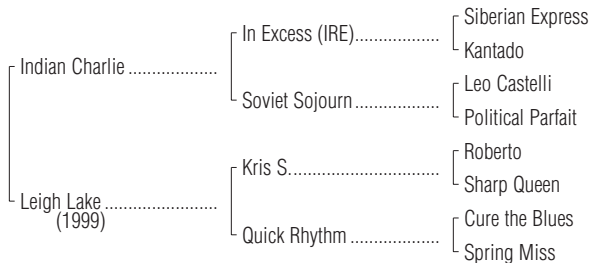 Siberian Express
In Excess (IRE)...................
Kantado
Indian Charlie ....................
Leo Castelli
Soviet Sojourn...................
Political Parfait
Roberto
Kris S.................................
Sharp Queen
Leigh Lake .........................
(1999)
Cure the Blues
Quick Rhythm ....................
Spring Miss